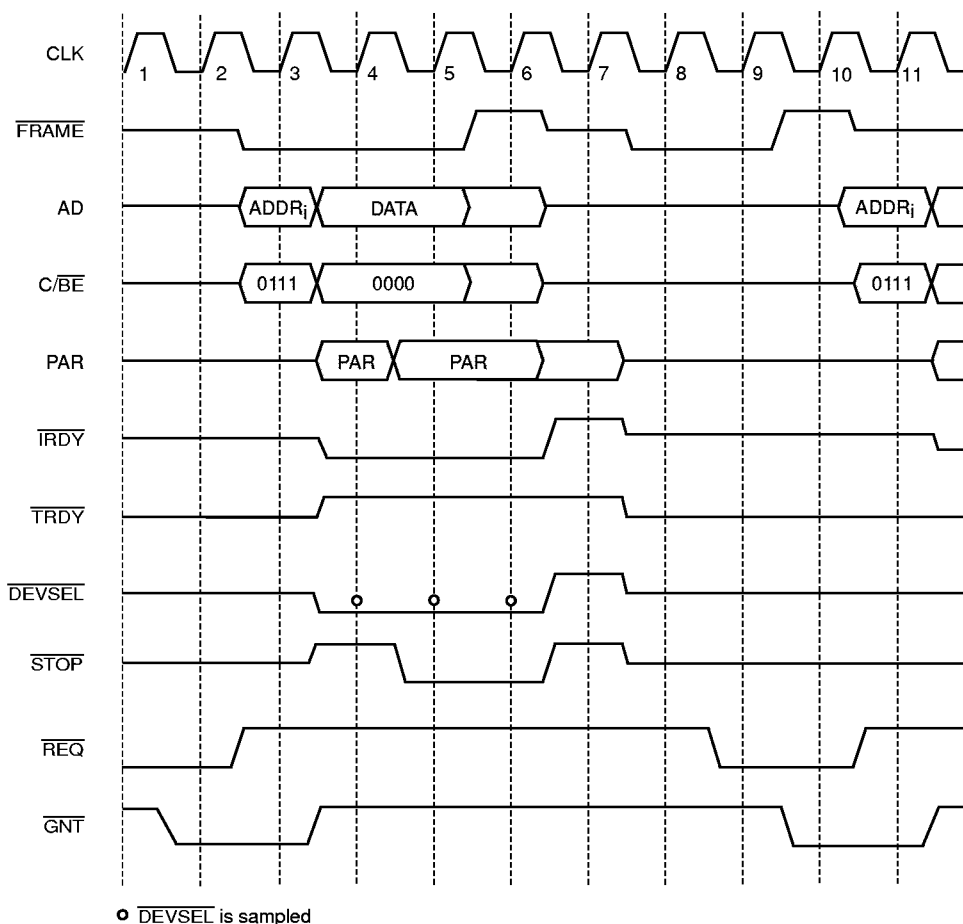 CLK
1 2 3 4 5 6 7 8 9 10 11
FRAME
AD
ADDRi DATA ADDRi
C/BE
0111 0000 0111
PAR
PAR PAR
IRDY
TRDY
DEVSEL
STOP
REQ
GNT
DEVSEL is sampled